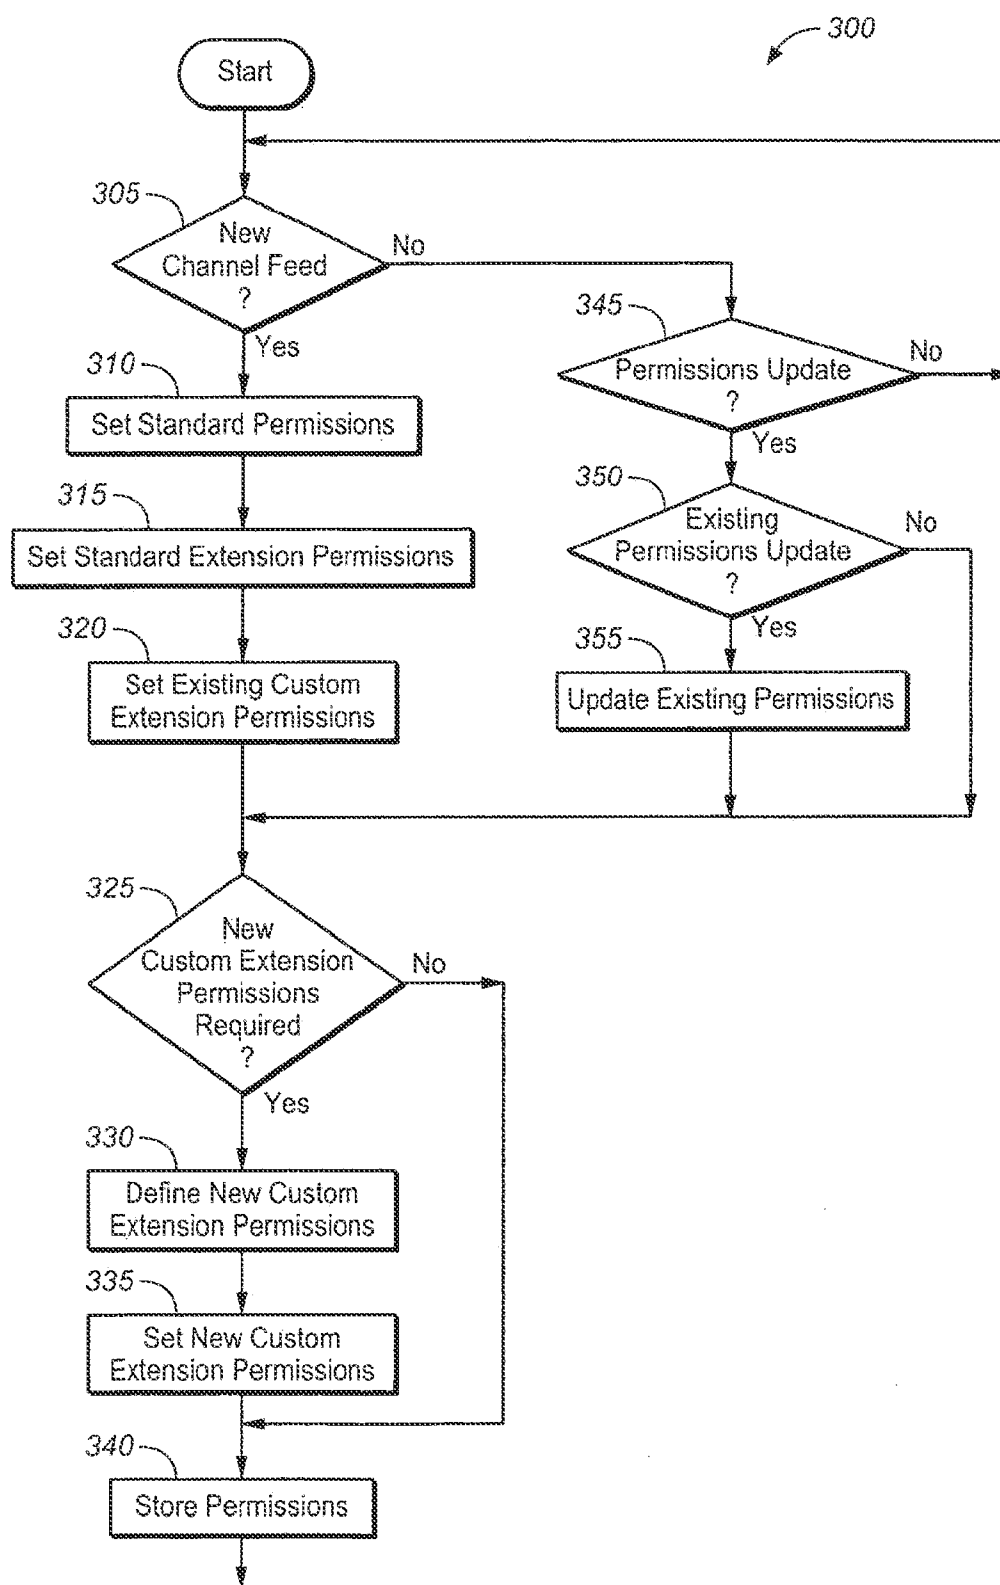 300
Start
305
New
Channel Feed
?
No
Yes
345
Permissions Update
?
No
Yes
310
Set Standard Permissions
350
Existing
Permissions Update
?
No
Yes
315
Set Standard Extension Permissions
320
Set Existing Custom
Extension Permissions
355
Update Existing Permissions
325
New
Custom Extension
Permissions
Required
?
No
Yes
330
Define New Custom
Extension Permissions
335
Set New Custom
Extension Permissions
340
Store Permissions